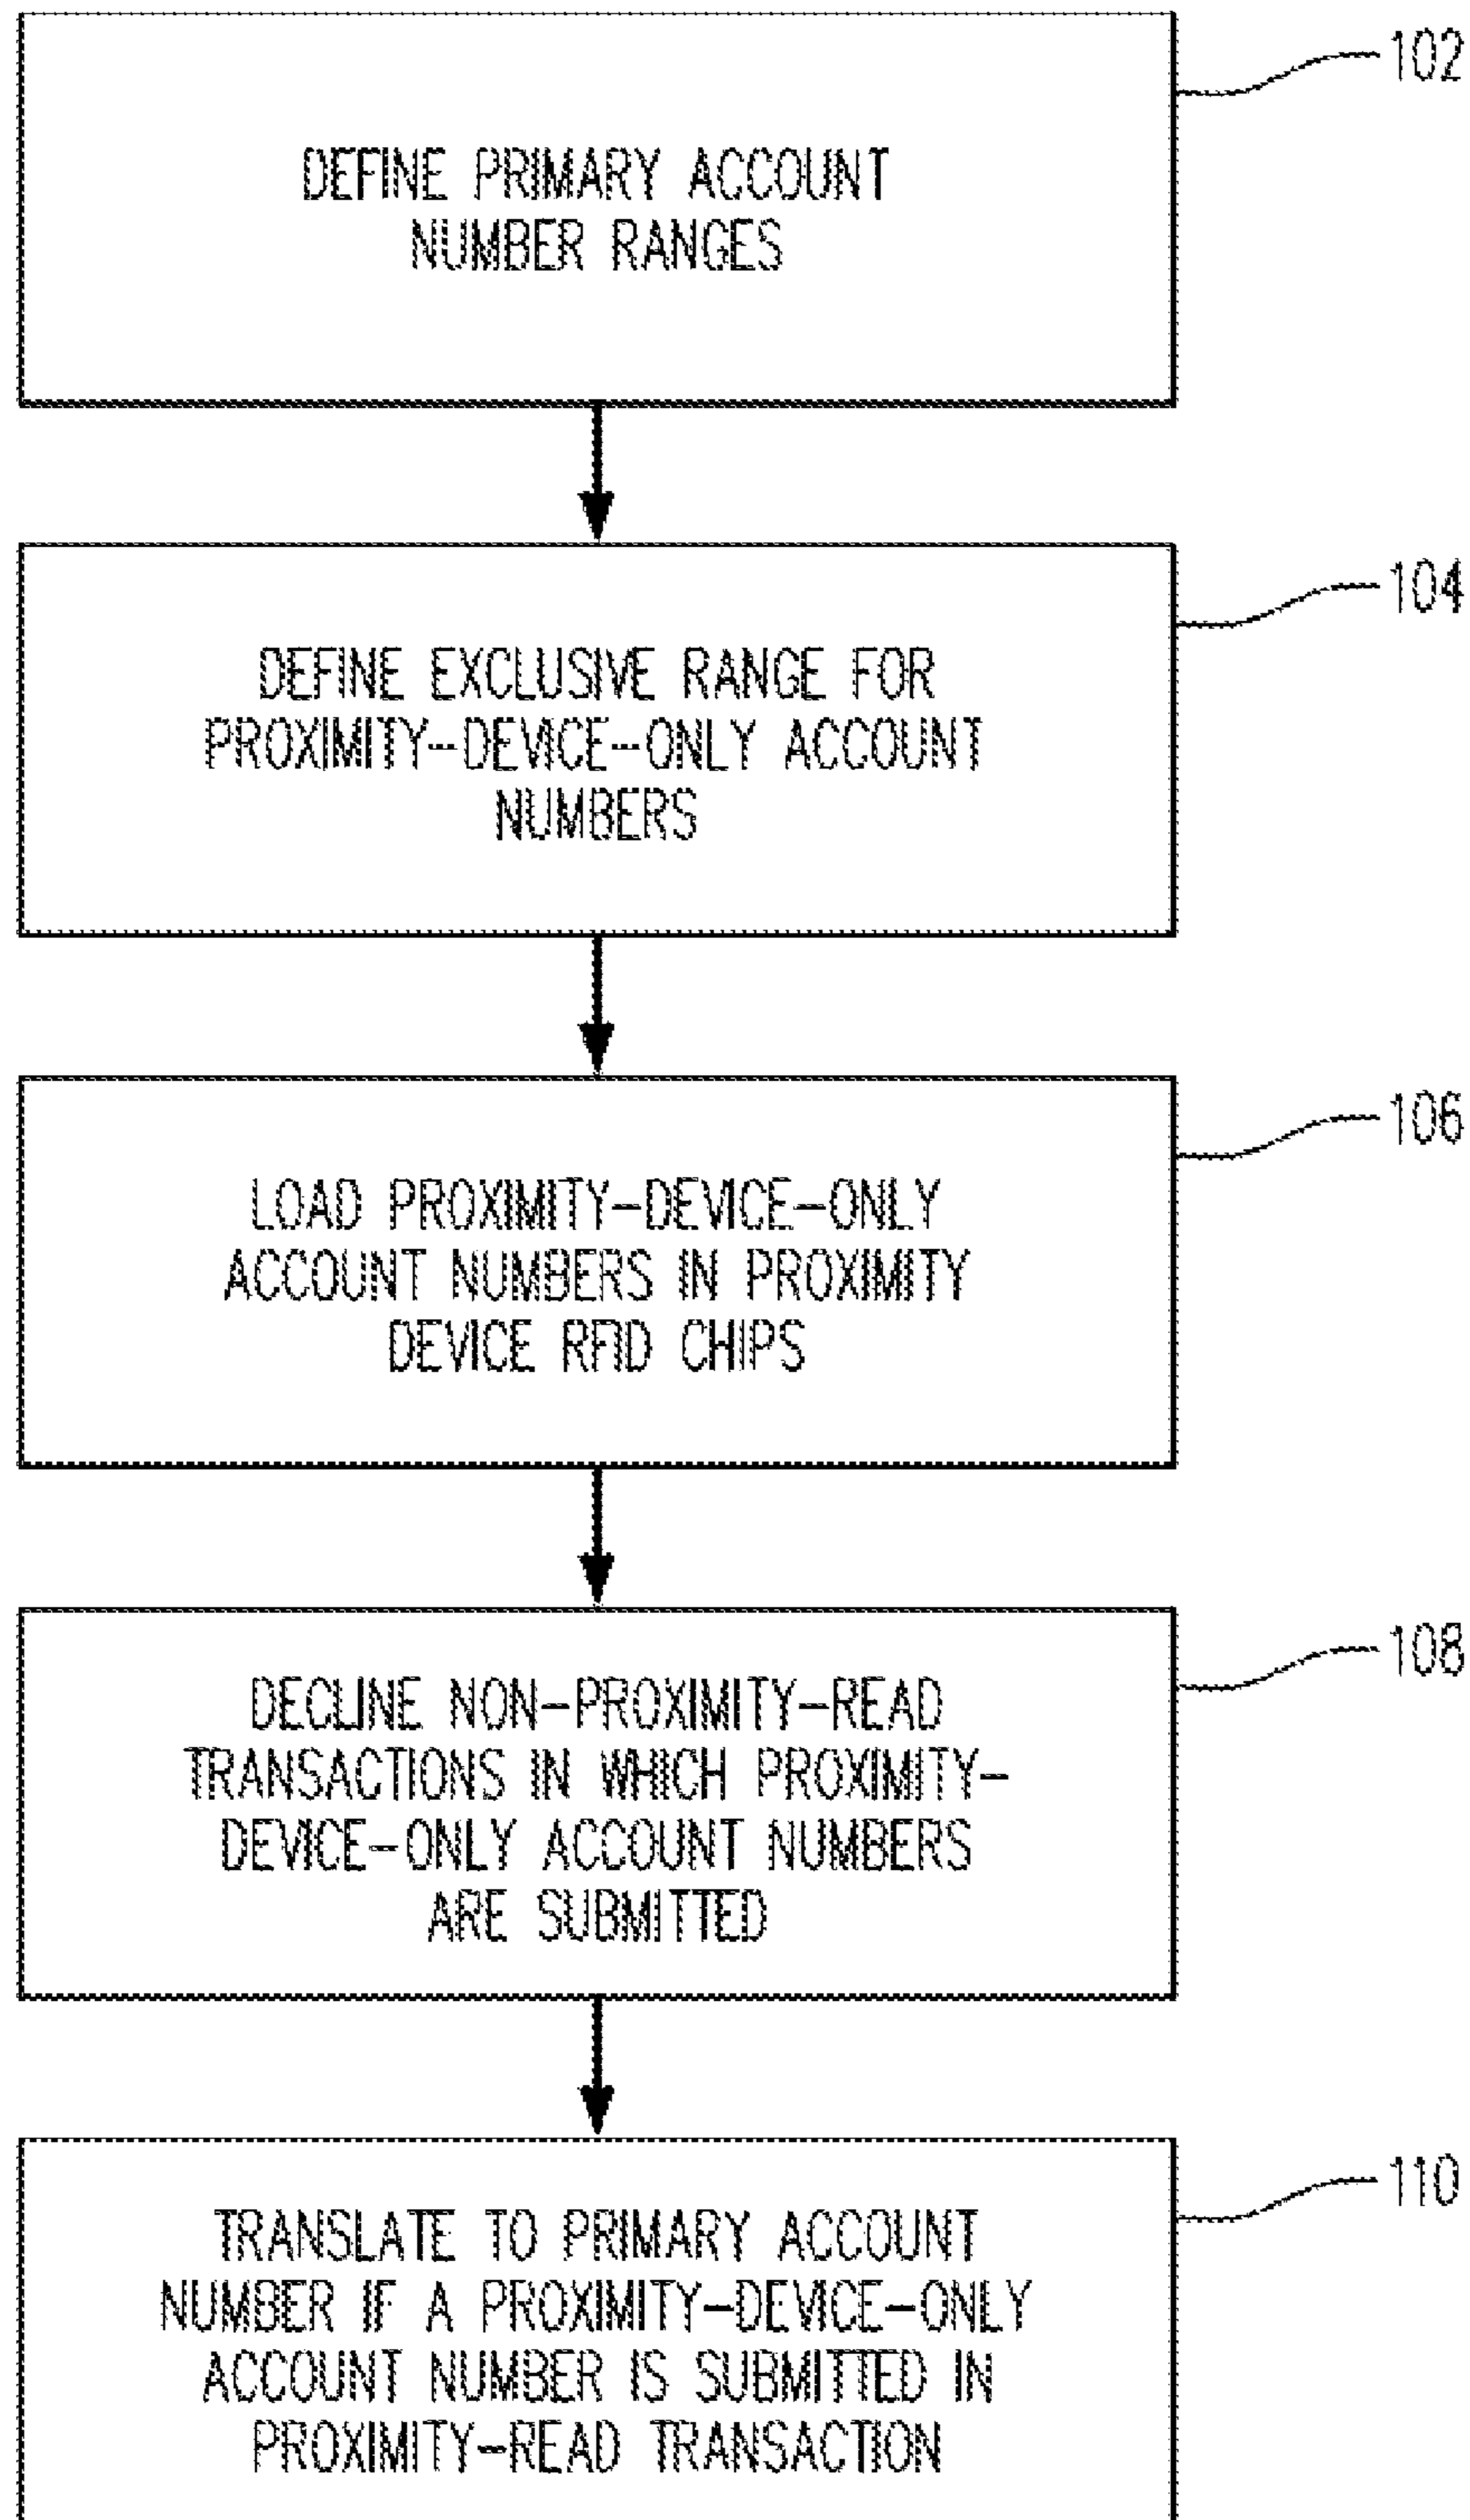 102
DEFINE PRIMARY ACCOUNT
NUMBER RANGES
104
DEFINE EXCLUSIVE RANGE FOR
PROXIMITY-DEVICE-ONLY ACCOUNT
NUMBERS
106
LOAD PROXIMITY-DEVICE-ONLY
ACCOUNT NUMBERS IN PROXIMITY
DEVICE RFID CHIPS
108
DECLINE NON-PROXIMITY-READ
TRANSACTIONS IN WHICH PROXIMITY-
DEVICE-ONLY ACCOUNT NUMBERS
ARE SUBMITTED
110
TRANSLATE TO PRIMARY ACCOUNT
NUMBER IF A PROXIMITY-DEVICE-ONLY
ACCOUNT NUMBER IS SUBMITTED IN
PROXIMITY-READ TRANSACTION